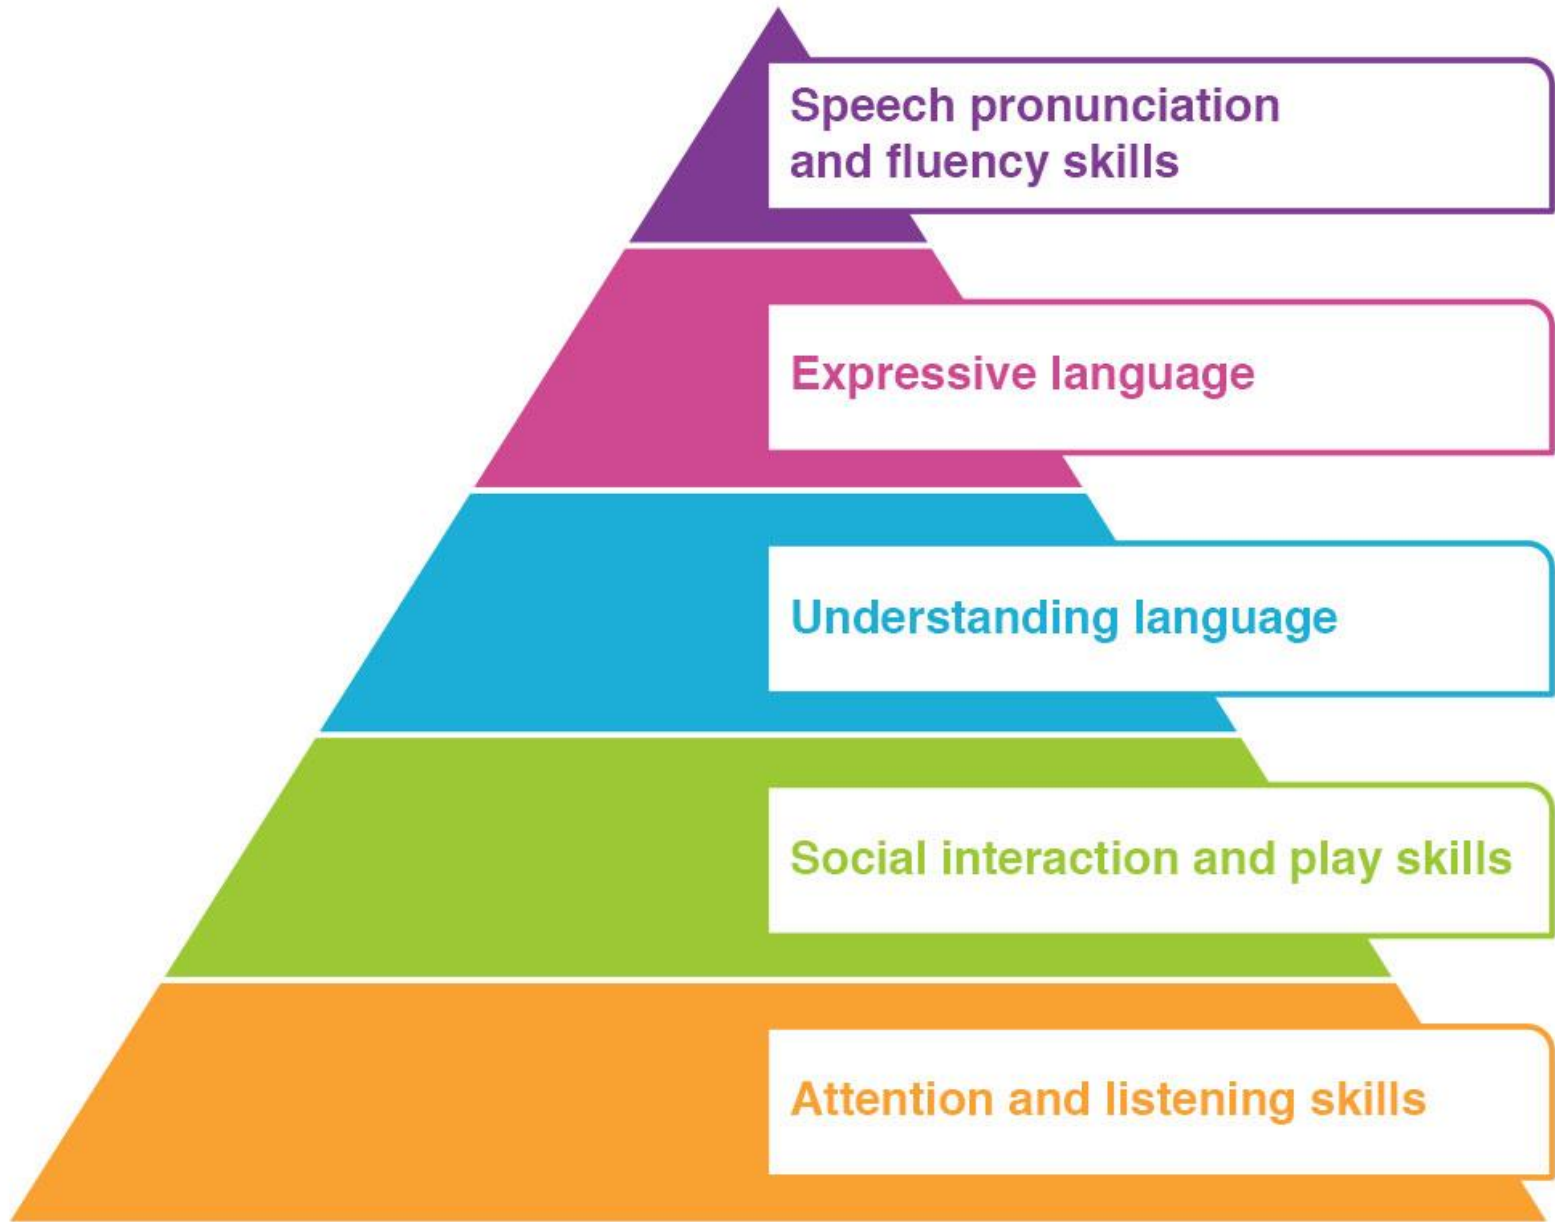 Speech pronunciation
and fluency skills
Expressive language
Understanding language
Social interaction and play skills
Attention and listening skills